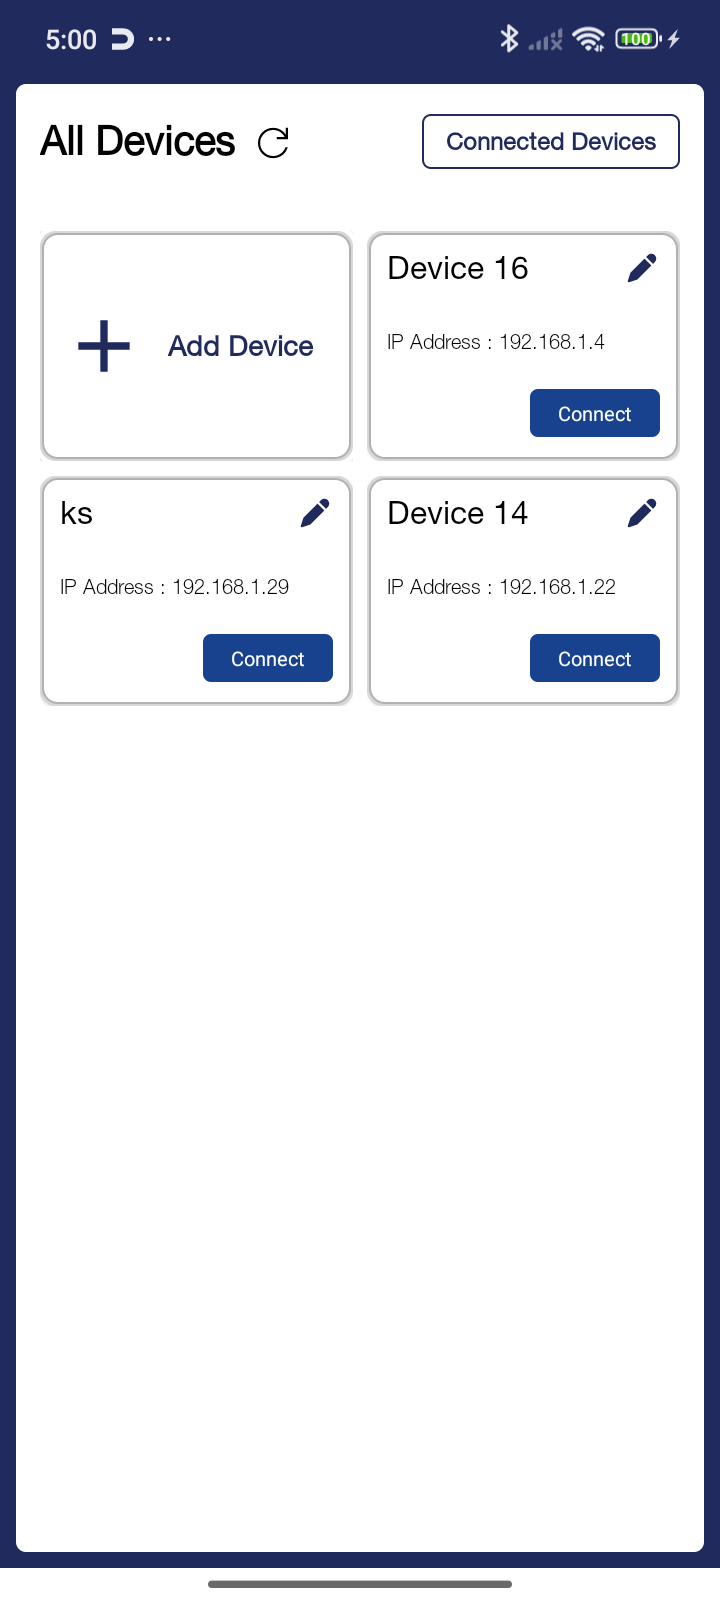 5:00
100
All Devices
Connected Devices
Add Device
Device 16
IP Address : 192.168.1.4
Connect
ks
IP Address : 192.168.1.29
Connect
Device 14
IP Address : 192.168.1.22
Connect